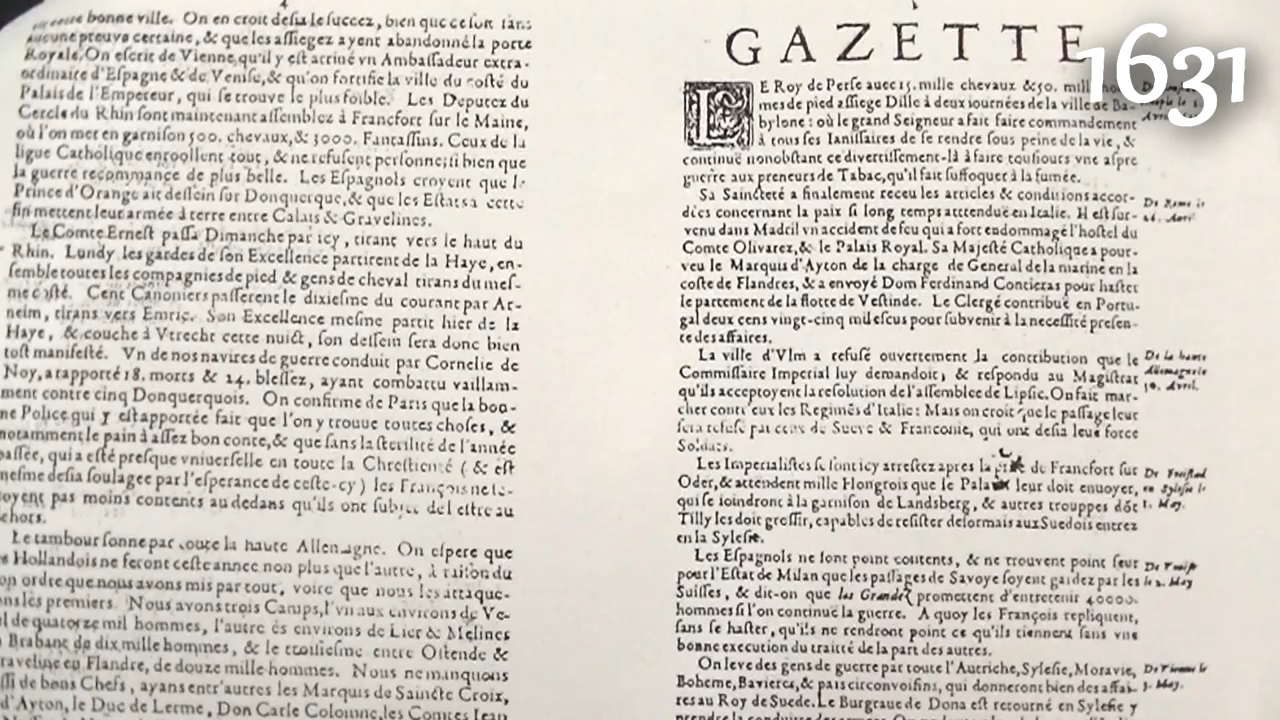 bonne ville. On en croit desia le succez, bien que ce soit sans
aucune preuve certaine, & que les assiegez ayent abandonné la porte
Royale. On escrit de Vienne, qu'il y est arriué vn Ambassadeur extra-
ordinaire d'Espagne & de Venise, & qu'on fortifie la ville du costé du
Palais de l'Empereur, qui se trouve le plus foible. Les Deputez du
Cercle du Rhin sont maintenant assemblez à Francfort sur le Maine,
où l'on met en garnison 500. chevaux, & 3000. Fantassins. Ceux de la
ligue Catholique enroollent tout, & ne refusent personne; si bien que
la guerre recommance de plus belle. Les Espagnols croyent que le
Prince d'Orange ait dessein sur Donquerque, & que les Estats a cette
fin mettent leur armée à terre entre Calais & Gravelines.
Le Comte Ernest passa Dimanche par icy, tirant vers le haut du
Rhin. Lundy les gardes de son Excellence partirent de la Haye, en-
semble toutes les compagnies de pied & gens de cheval tirans du mes-
me costé. Cent Canoniers passerent le dixiesme du courant par Ar-
neim, tirans vers Emric. Son Excellence mesme partit hier de la
Haye, & couche à Vtrecht cette nuict, son dessein sera donc bien
tost manifesté. Vn de nos navires de guerre conduit par Cornelie de
Noy, a rapporté 18. morts & 24. blessez, ayant combattu vaillam-
ment contre cinq Donquerquois. On confirme de Paris que la bon-
ne Police qui y est apportée fait que l'on y trouue toutes choses, &
notamment le pain à assez bon conte, & que sans la sterilité de l'année
passée, qui a esté presque vniuerselle en toute la Chrestienté ( & est
mesme desia soulagee par l'esperance de ceste-cy ) les François ne se-
royent pas moins contents au dedans qu'ils ont subjet de l'estre au
dehors.
Le tambour sonne par toute la haute Allemagne. On espere que
Hollandois ne feront ceste annee non plus que l'autre, à raison du
bon ordre que nous avons mis par tout, voire que nous les attaque-
rons les premiers. Nous avons trois Camps, l'vn aux environs de Ve-
de quatorze mil hommes, l'autre és environs de Lier & Melines
Brabanc de dix mille hommes, & le troisiesme entre Ostende &
Graveline en Flandre, de douze mille hommes. Nous ne manquons
de bons Chefs, ayans entr'autres les Marquis de Saincte Croix,
d'Ayton, le Duc de Lerme, Don Carle Colomne, les Comtes Jean
GAZETTE
1631
LE Roy de Perse auec 15. mille chevaux & 50. mill
mes de pied assiege Dille à deux iournées de la ville de Ba-
bylone : où le grand Seigneur a fait faire commandement
à tous ses Ianissaires de se rendre sous peine de la vie, &
continue nonobstant ce divertissement-là à faire tousiours vne aspre
guerre aux preneurs de Tabac, qu'il fait suffoquer à la fumée.
Sa Saincteté a finalement receu les articles & conditions accor-
dées concernant la paix si long temps atttenduë en Italie. Il est sur-
venu dans Madril vn accident de feu qui a fort endommagé l'hostel du
Comte Olivarez, & le Palais Royal. Sa Majesté Catholique a pour-
veu le Marquis d'Ayton de la charge de General de la marine en la
coste de Flandres, & a envoyé Dom Ferdinand Contieras pour haster
le partement de la flotte de Vestinde. Le Clergé contribuë en Portu-
gal deux cens vingt-cinq mil escus pour subvenir à la necessité presen-
te des affaires.
De Rome le
26. Avril.
La ville d'Vlm a refusé ouvertement la contribution que le
Commissaire Imperial luy demandoit, & respondu au Magistrat
qu'ils acceptoyent la resolution de l'assemblee de Lipsic. On fait mar-
cher cont'eux les Regimēs d'Italie : Mais on croit que le passage leur
sera refusé par ceux de Sueve & Franconie, qui ont desia leur force
Soldats.
De la haute
Allemagne le
30. Avril.
Les Imperialistes se sont icy arrestez apres la de Francfort sur
Oder, & attendent mille Hongrois que le leur doit enuoyer,
qui se ioindront à la garnison de Landsberg, & autres trouppes dōt
Tilly les doit grossir, capables de resister desormais aux Suedois entrez
en la Sylesie.
De Freistad
en Sylesie le
1. May.
Les Espagnols ne sont point contents, & ne trouvent point seur
pour l'Estat de Milan que les passages de Savoye soyent gardez par les
Suisses, & dit-on que les Grandez promettent d'entretenir 40000.
hommes si l'on continuë la guerre. A quoy les François repliquent,
sans se haster, qu'ils ne rendront point ce qu'ils tiennent sans vne
bonne execution du traitté de la part des autres.
De Venise
le 2. May
On leve des gens de guerre par toute l'Autriche, Sylesie, Moravie,
Boheme, Bavieres, & païs circonvoisins, qui donneront bien des affai-
res au Roy de Suede. Le Burgraue de Dona est retourné en Sylesie y
De Vienne le
3. May.